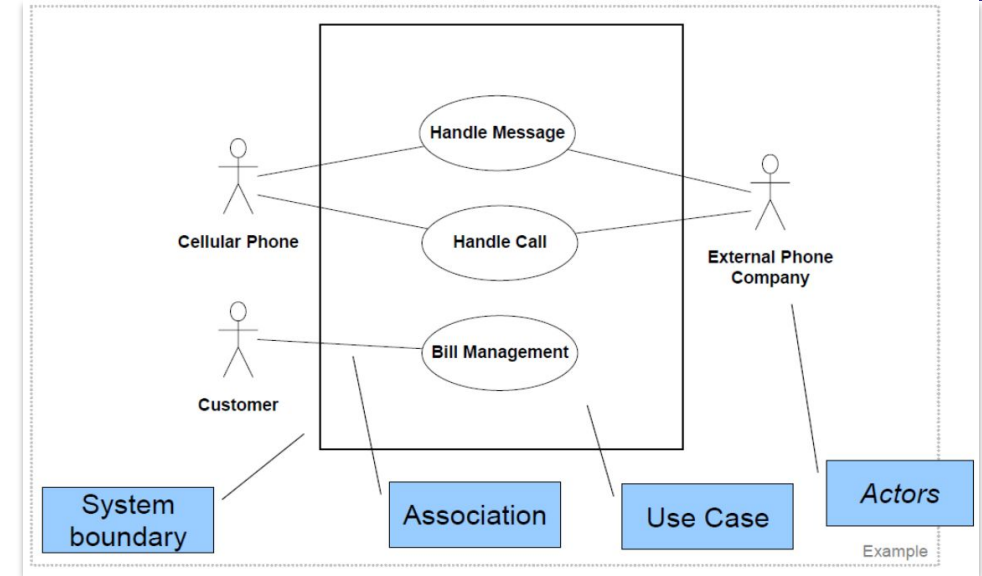 Handle Message
Cellular Phone
Handle Call
External Phone
Company
Bill Management
Customer
System
boundary
Association
Use Case
Actors
Example